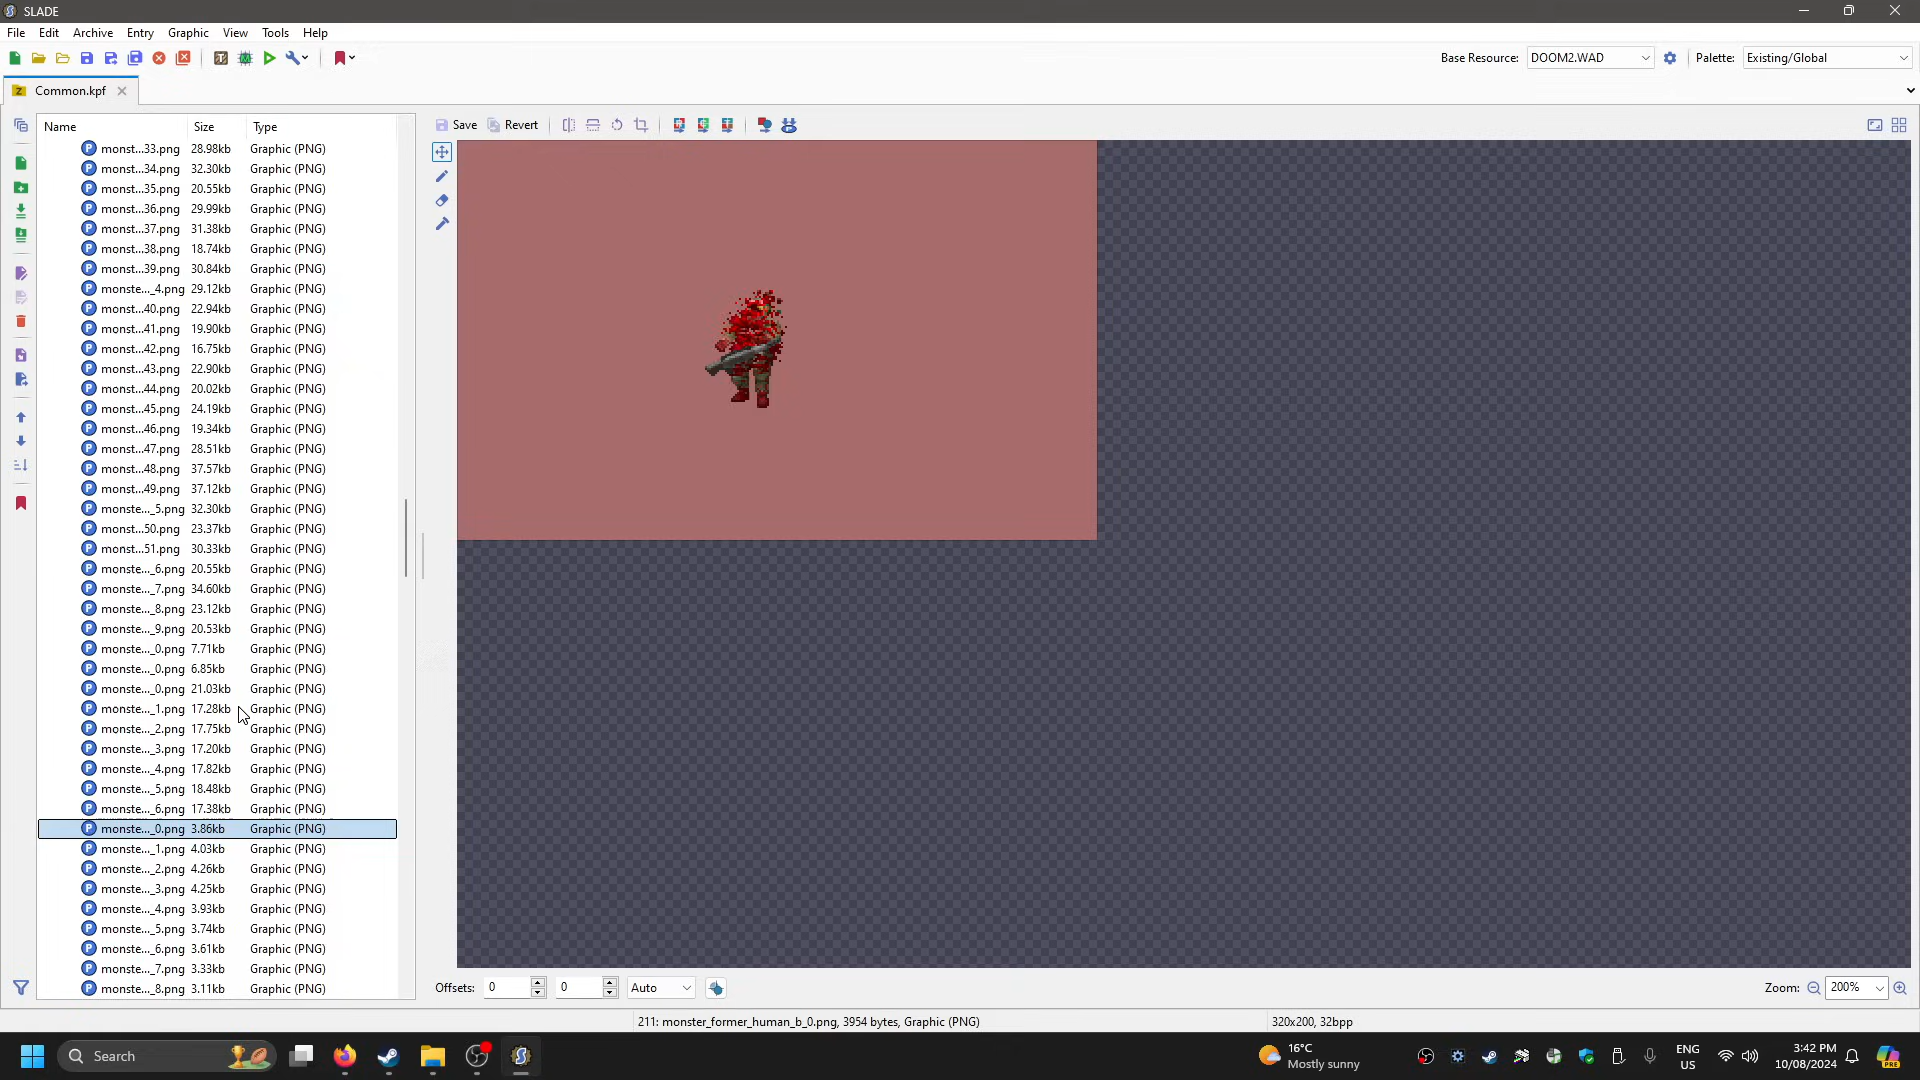 SLADE
File Edit Archive Entry Graphic View Tools Help
Base Resource: DOOM2.WAD Palette: Existing/Global
Common.kpf
Name Size Type
Save Revert
monst...33.png 28.98kb Graphic (PNG)
monst...34.png 32.30kb Graphic (PNG)
monst...35.png 20.55kb Graphic (PNG)
monst...36.png 29.99kb Graphic (PNG)
monst...37.png 31.38kb Graphic (PNG)
monst...38.png 18.74kb Graphic (PNG)
monst...39.png 30.84kb Graphic (PNG)
monste..._4.png 29.12kb Graphic (PNG)
monst...40.png 22.94kb Graphic (PNG)
monst...41.png 19.90kb Graphic (PNG)
monst...42.png 16.75kb Graphic (PNG)
monst...43.png 22.90kb Graphic (PNG)
monst...44.png 20.02kb Graphic (PNG)
monst...45.png 24.19kb Graphic (PNG)
monst...46.png 19.34kb Graphic (PNG)
monst...47.png 28.51kb Graphic (PNG)
monst...48.png 37.57kb Graphic (PNG)
monst...49.png 37.12kb Graphic (PNG)
monste..._5.png 32.30kb Graphic (PNG)
monst...50.png 23.37kb Graphic (PNG)
monst...51.png 30.33kb Graphic (PNG)
monste..._6.png 20.55kb Graphic (PNG)
monste..._7.png 34.60kb Graphic (PNG)
monste..._8.png 23.12kb Graphic (PNG)
monste..._9.png 20.53kb Graphic (PNG)
monste..._0.png 7.71kb Graphic (PNG)
monste..._0.png 6.85kb Graphic (PNG)
monste..._0.png 21.03kb Graphic (PNG)
monste..._1.png 17.28kb Graphic (PNG)
monste..._2.png 17.75kb Graphic (PNG)
monste..._3.png 17.20kb Graphic (PNG)
monste..._4.png 17.82kb Graphic (PNG)
monste..._5.png 18.48kb Graphic (PNG)
monste..._6.png 17.38kb Graphic (PNG)
monste..._0.png 3.86kb Graphic (PNG)
monste..._1.png 4.03kb Graphic (PNG)
monste..._2.png 4.26kb Graphic (PNG)
monste..._3.png 4.25kb Graphic (PNG)
monste..._4.png 3.93kb Graphic (PNG)
monste..._5.png 3.74kb Graphic (PNG)
monste..._6.png 3.61kb Graphic (PNG)
monste..._7.png 3.33kb Graphic (PNG)
monste..._8.png 3.11kb Graphic (PNG)
Offsets: 0 0 Auto Zoom: 200%
211: monster_former_human_b_0.png, 3954 bytes, Graphic (PNG) 320x200, 32bpp
Search
16°C
Mostly sunny
ENG
US
3:42 PM
10/08/2024
PRE